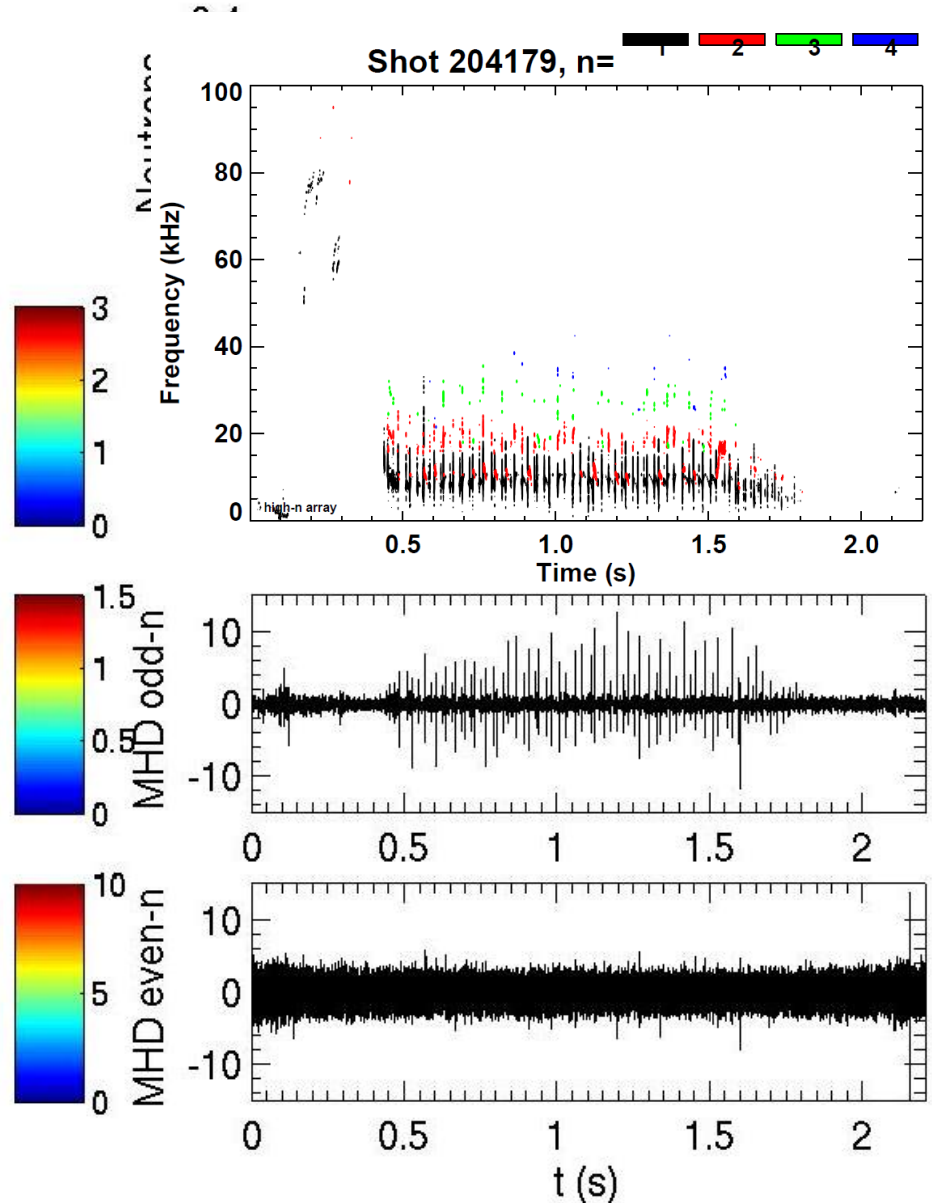 1 2 3 4
Shot 204179, n=
100
80
60
40
20
0
Frequency (kHz)
high-n array
0.5 1.0 1.5 2.0
Time (s)
3
2
1
0
1.5
1
0.5
0
MHD odd-n
10
0
-10
0 0.5 1 1.5 2
10
5
0
MHD even-n
10
0
-10
0 0.5 1 1.5 2
t (s)